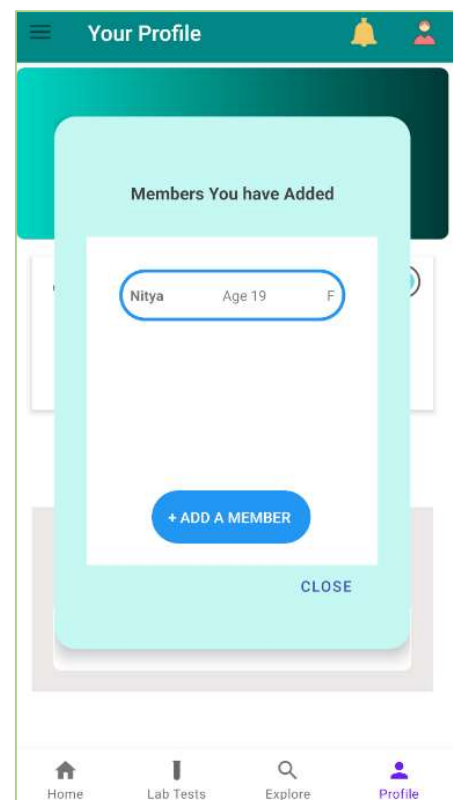 Your Profile
Members You have Added
Nitya Age 19 F
+ ADD A MEMBER
CLOSE
Home Lab Tests Explore Profile